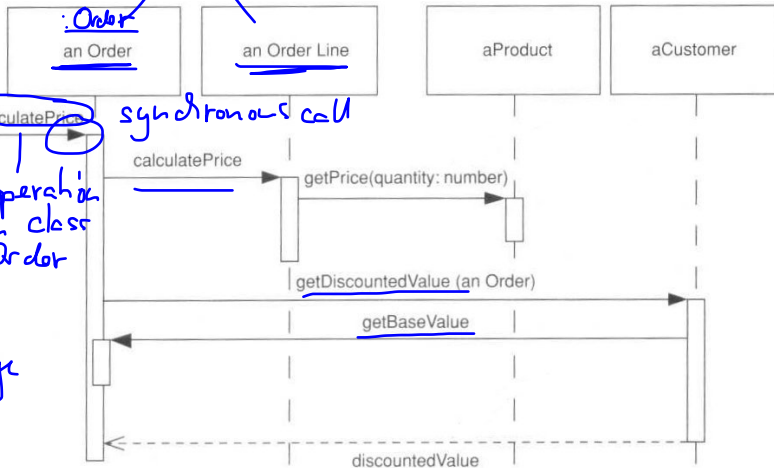 :Order
an Order
an Order Line
aProduct
aCustomer
culatePrice
synchronous call
calculatePrice
getPrice(quantity: number)
peration
class
Order
getDiscountedValue (an Order)
getBaseValue
discountedValue